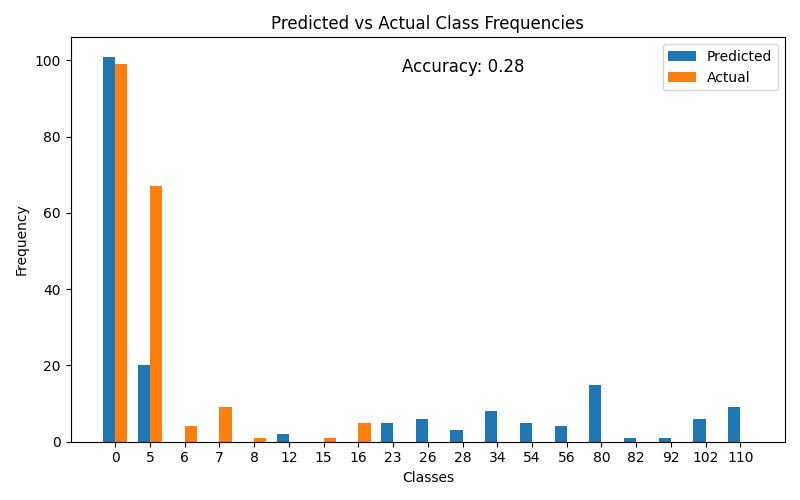 Predicted vs Actual Class Frequencies
Accuracy: 0.28
Predicted
Actual
Frequency
100
80
60
40
20
0
0 5 6 7 8 12 15 16 23 26 28 34 54 56 80 82 92 102 110
Classes